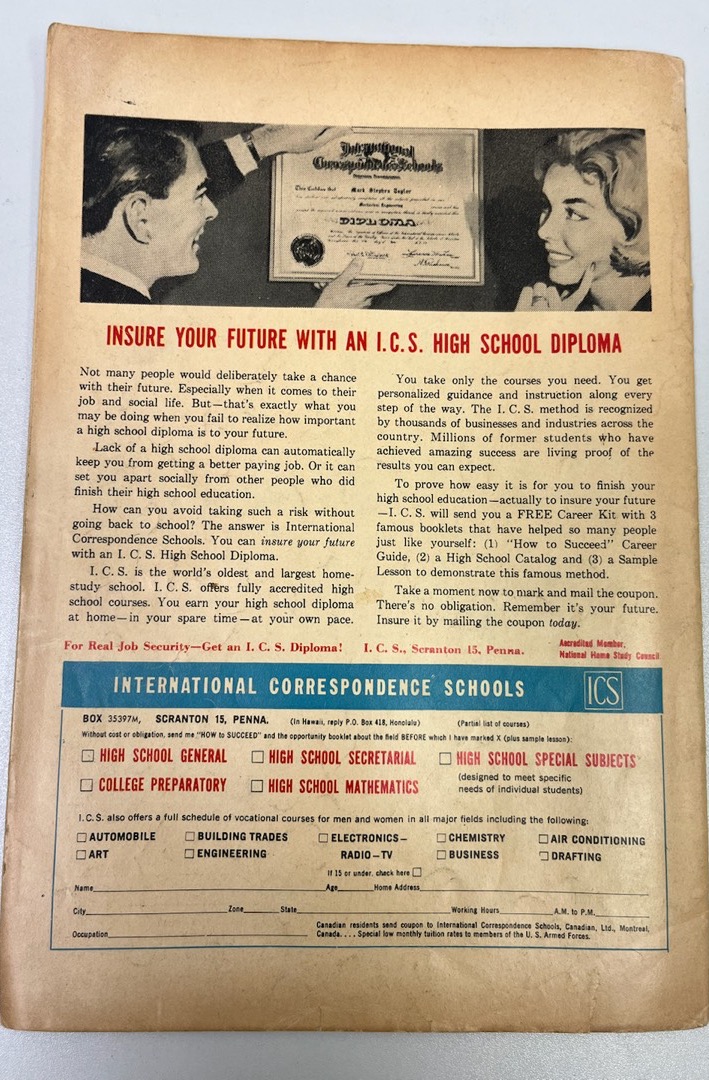 International
Correspondence Schools
This Certifies that Mark Stephen Taylor
Mechanical Engineering
DIPLOMA
INSURE YOUR FUTURE WITH AN I.C.S. HIGH SCHOOL DIPLOMA
Not many people would deliberately take a chance
with their future. Especially when it comes to their
job and social life. But—that's exactly what you
may be doing when you fail to realize how important
a high school diploma is to your future.
Lack of a high school diploma can automatically
keep you from getting a better paying job. Or it can
set you apart socially from other people who did
finish their high school education.
How can you avoid taking such a risk without
going back to school? The answer is International
Correspondence Schools. You can insure your future
with an I. C. S. High School Diploma.
I. C. S. is the world's oldest and largest home-
study school. I. C. S. offers fully accredited high
school courses. You earn your high school diploma
at home—in your spare time—at your own pace.
You take only the courses you need. You get
personalized guidance and instruction along every
step of the way. The I. C. S. method is recognized
by thousands of businesses and industries across the
country. Millions of former students who have
achieved amazing success are living proof of the
results you can expect.
To prove how easy it is for you to finish your
high school education—actually to insure your future
—I. C. S. will send you a FREE Career Kit with 3
famous booklets that have helped so many people
just like yourself: (1) "How to Succeed" Career
Guide, (2) a High School Catalog and (3) a Sample
Lesson to demonstrate this famous method.
Take a moment now to mark and mail the coupon.
There's no obligation. Remember it's your future.
Insure it by mailing the coupon today.
For Real Job Security—Get an I. C. S. Diploma! I. C. S., Scranton 15, Penna.
Accredited Member,
National Home Study Council
INTERNATIONAL CORRESPONDENCE SCHOOLS ICS
BOX 35397M, SCRANTON 15, PENNA. (In Hawaii, reply P.O. Box 418, Honolulu) (Partial list of courses)
Without cost or obligation, send me "HOW to SUCCEED" and the opportunity booklet about the field BEFORE which I have marked X (plus sample lesson):
☐ HIGH SCHOOL GENERAL ☐ HIGH SCHOOL SECRETARIAL ☐ HIGH SCHOOL SPECIAL SUBJECTS
☐ COLLEGE PREPARATORY ☐ HIGH SCHOOL MATHEMATICS (designed to meet specific
needs of individual students)
I.C.S. also offers a full schedule of vocational courses for men and women in all major fields including the following:
☐ AUTOMOBILE ☐ BUILDING TRADES ☐ ELECTRONICS— ☐ CHEMISTRY ☐ AIR CONDITIONING
☐ ART ☐ ENGINEERING RADIO—TV ☐ BUSINESS ☐ DRAFTING
If 15 or under, check here ☐
Name Age Home Address
City Zone State Working Hours A.M. to P.M.
Occupation
Canadian residents send coupon to International Correspondence Schools, Canadian, Ltd., Montreal,
Canada. . . . Special low monthly tuition rates to members of the U. S. Armed Forces.